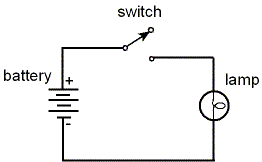 switch
battery
lamp
+
-